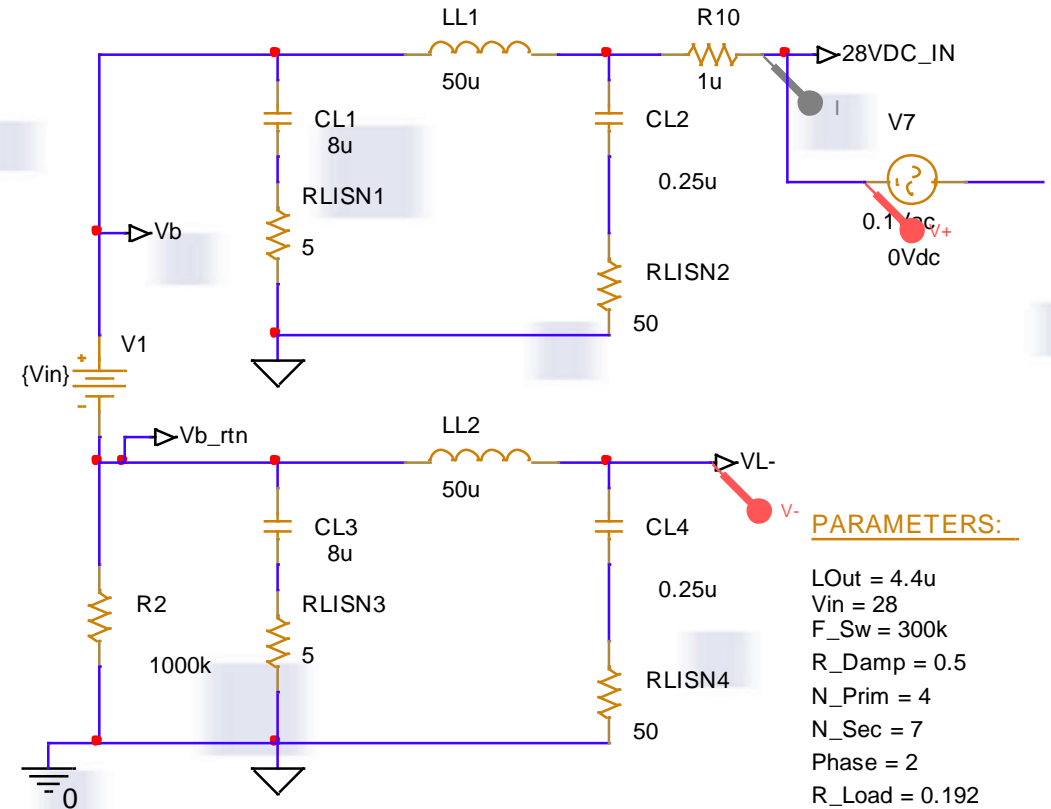 LL1
50u
R10
1u
28VDC_IN
I
CL1
8u
CL2
0.25u
V7
0.1Vac
V+
0Vdc
RLISN1
5
Vb
RLISN2
50
V1
{Vin}
+
−
Vb_rtn
LL2
50u
VL-
V-
CL3
8u
CL4
0.25u
R2
1000k
RLISN3
5
RLISN4
50
0
PARAMETERS:
LOut = 4.4u
Vin = 28
F_Sw = 300k
R_Damp = 0.5
N_Prim = 4
N_Sec = 7
Phase = 2
R_Load = 0.192